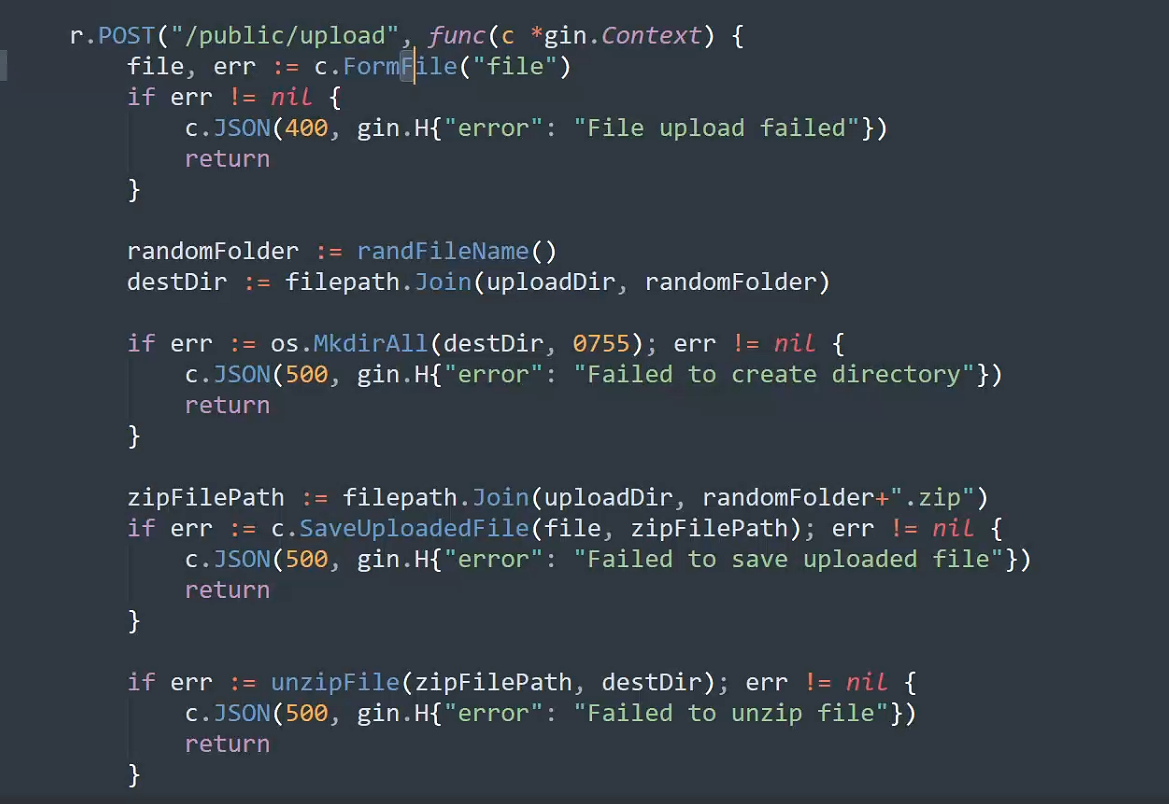 r.POST("/public/upload", func(c *gin.Context) {
    file, err := c.FormFile("file")
    if err != nil {
        c.JSON(400, gin.H{"error": "File upload failed"})
        return
    }

    randomFolder := randFileName()
    destDir := filepath.Join(uploadDir, randomFolder)

    if err := os.MkdirAll(destDir, 0755); err != nil {
        c.JSON(500, gin.H{"error": "Failed to create directory"})
        return
    }

    zipFilePath := filepath.Join(uploadDir, randomFolder+".zip")
    if err := c.SaveUploadedFile(file, zipFilePath); err != nil {
        c.JSON(500, gin.H{"error": "Failed to save uploaded file"})
        return
    }

    if err := unzipFile(zipFilePath, destDir); err != nil {
        c.JSON(500, gin.H{"error": "Failed to unzip file"})
        return
    }